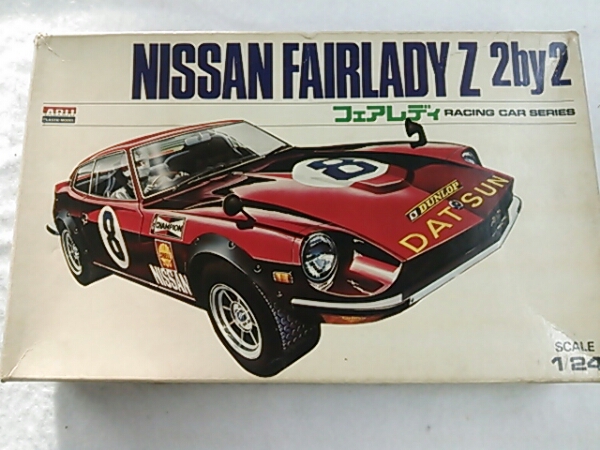 NISSAN FAIRLADY Z 2by2
ARII
フェアレディ RACING CAR SERIES
8
DUNLOP
DATSUN
8
CHAMPION
NISSAN
SCALE
1/24